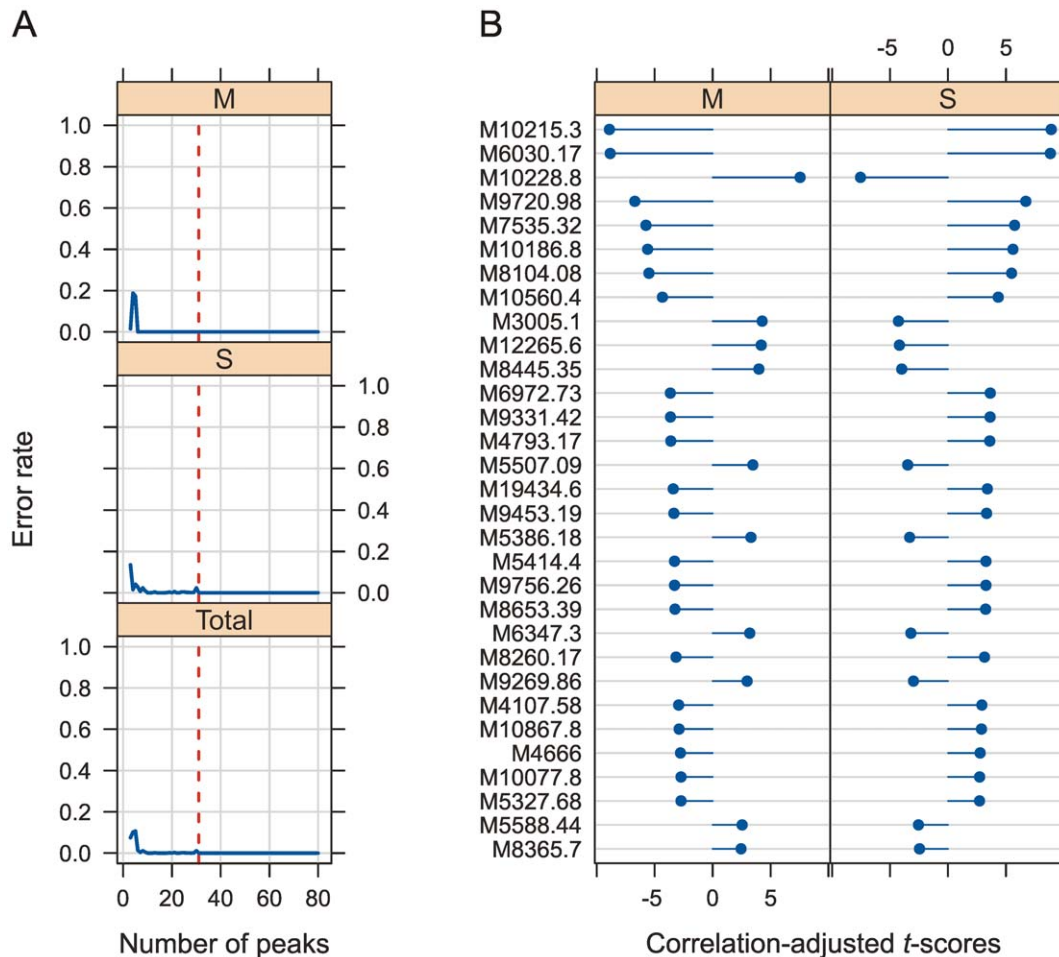 A
M
1.0
0.8
0.6
0.4
0.2
0.0
S
1.0
0.8
0.6
0.4
0.2
0.0
Total
1.0
0.8
0.6
0.4
0.2
0.0
0 20 40 60 80
Number of peaks
Error rate
B
-5 0 5
M S
M10215.3
M6030.17
M10228.8
M9720.98
M7535.32
M10186.8
M8104.08
M10560.4
M3005.1
M12265.6
M8445.35
M6972.73
M9331.42
M4793.17
M5507.09
M19434.6
M9453.19
M5386.18
M5414.4
M9756.26
M8653.39
M6347.3
M8260.17
M9269.86
M4107.58
M10867.8
M4666
M10077.8
M5327.68
M5588.44
M8365.7
-5 0 5
Correlation-adjusted t-scores